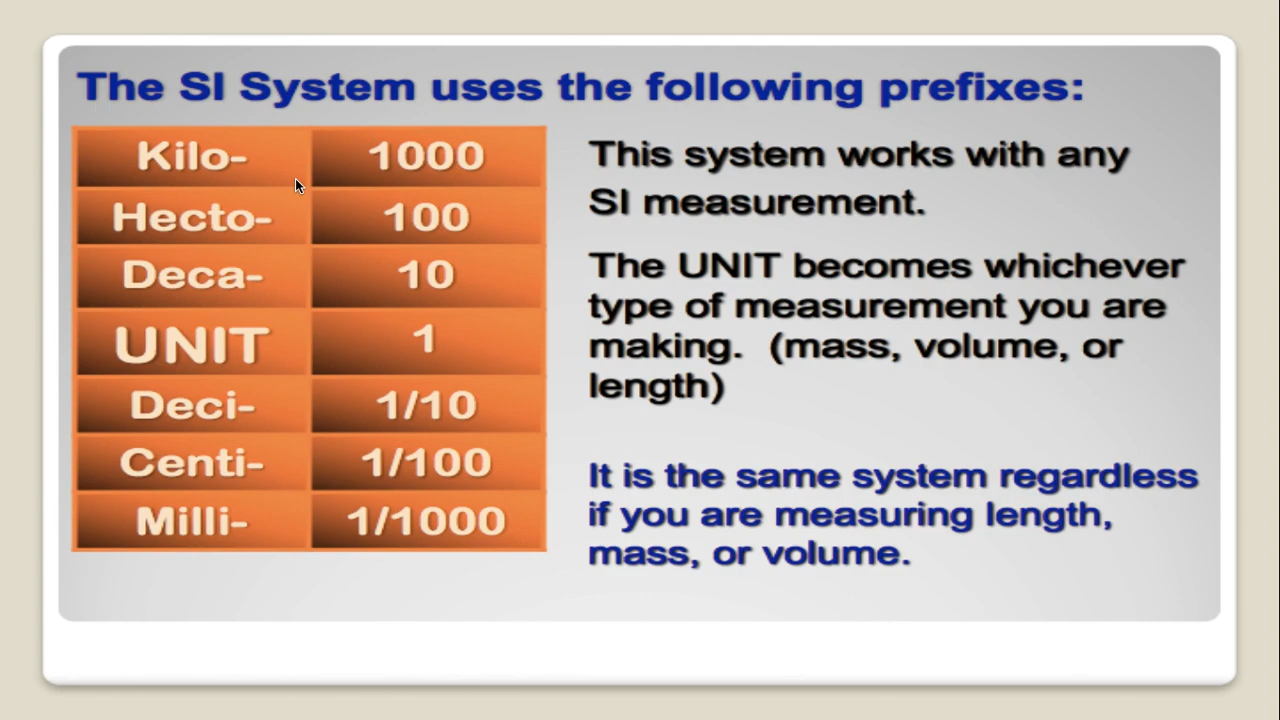 The SI System uses the following prefixes:
Kilo- 1000
Hecto- 100
Deca- 10
UNIT 1
Deci- 1/10
Centi- 1/100
Milli- 1/1000
This system works with any
SI measurement.
The UNIT becomes whichever
type of measurement you are
making. (mass, volume, or
length)
It is the same system regardless
if you are measuring length,
mass, or volume.